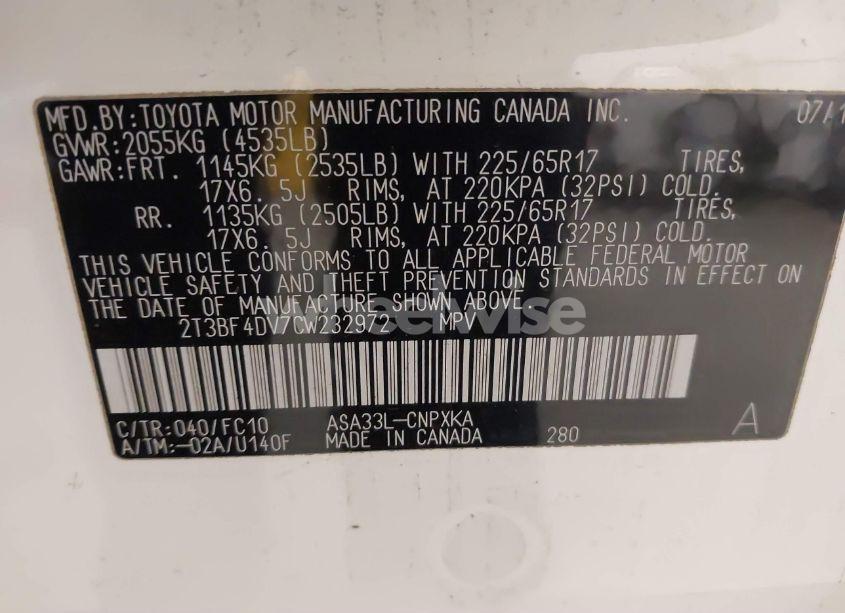 MFD.BY:TOYOTA MOTOR MANUFACTURING CANADA INC. 07/1
GVWR:2055KG (4535LB)
GAWR:FRT. 1145KG (2535LB) WITH 225/65R17 TIRES,
17X6.5J RIMS, AT 220KPA (32PSI) COLD.
RR. 1135KG (2505LB) WITH 225/65R17 TIRES,
17X6.5J RIMS, AT 220KPA (32PSI) COLD.
THIS VEHICLE CONFORMS TO ALL APPLICABLE FEDERAL MOTOR
VEHICLE SAFETY AND THEFT PREVENTION STANDARDS IN EFFECT ON
THE DATE OF MANUFACTURE SHOWN ABOVE.
2T3BF4DV7CW232972 MPV
C/TR:040/FC10 ASA33L-CNPXKA
A/TM:-02A/U140F MADE IN CANADA 280 A